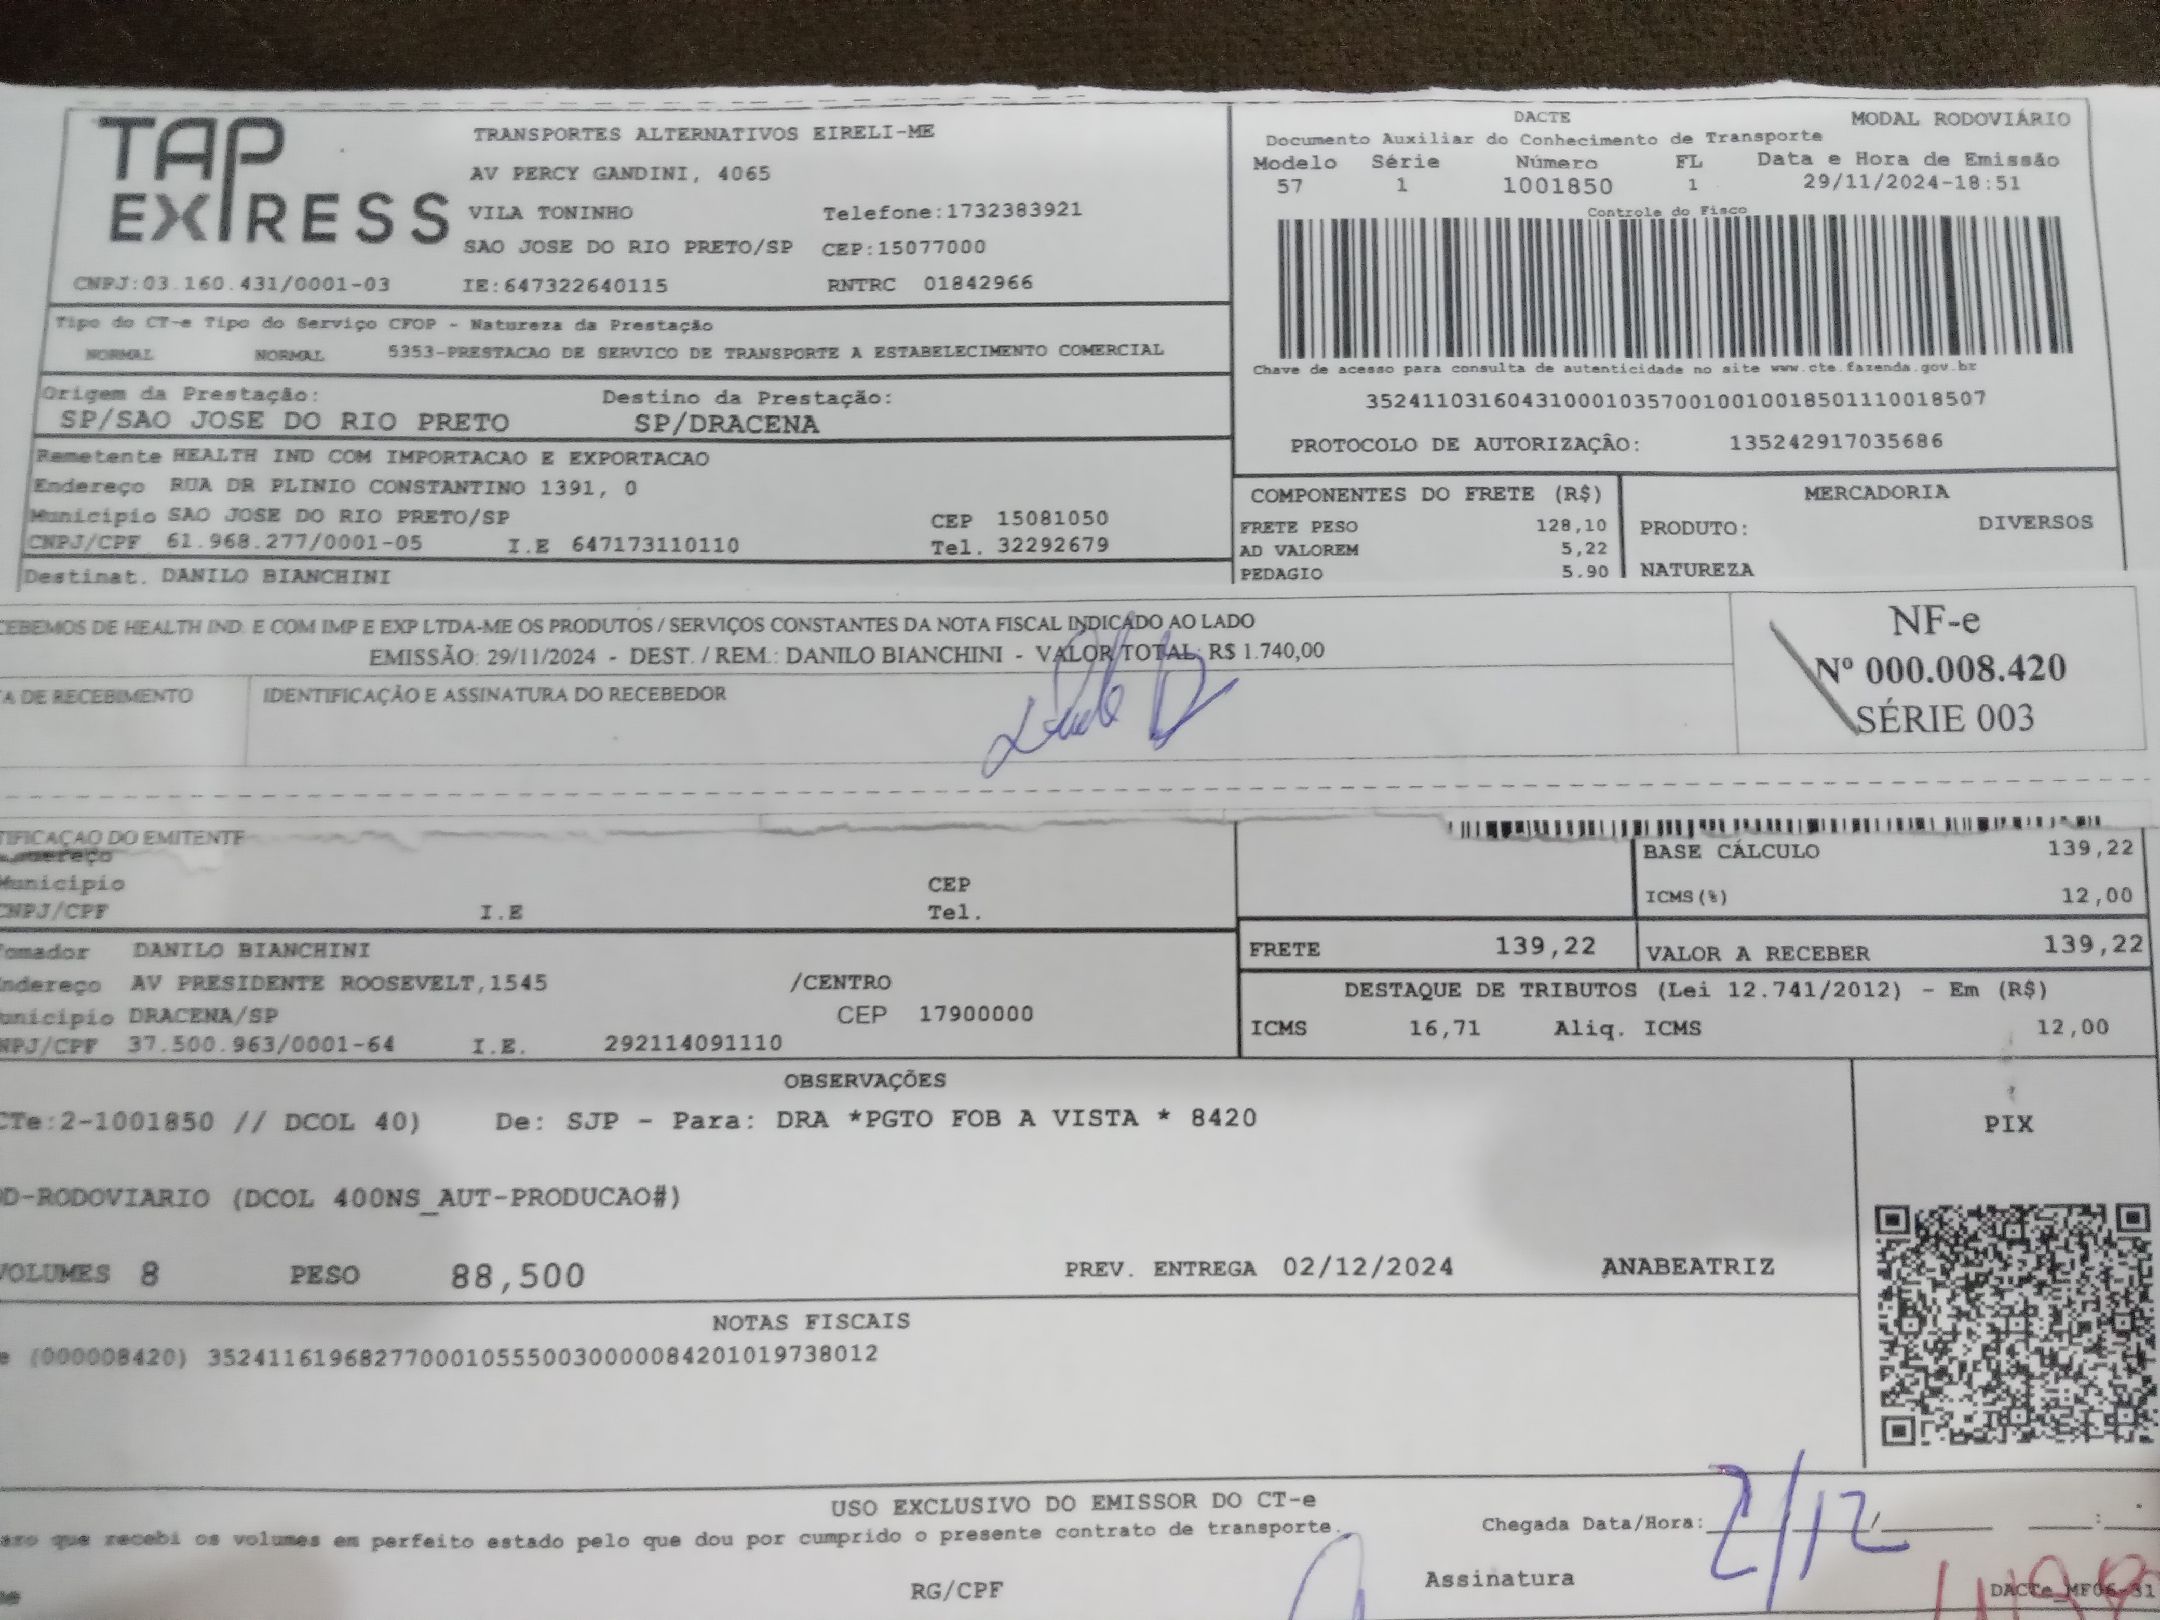 TAP EXPRESS
TRANSPORTES ALTERNATIVOS EIRELI-ME
AV PERCY GANDINI, 4065
VILA TONINHO Telefone:1732383921
SAO JOSE DO RIO PRETO/SP CEP:15077000
CNPJ:03.160.431/0001-03 IE:647322640115 RNTRC 01842966
DACTE MODAL RODOVIÁRIO
Documento Auxiliar do Conhecimento de Transporte
Modelo Série Número FL Data e Hora de Emissão
57 1 1001850 1 29/11/2024-18:51
Controle do Fisco
Chave de acesso para consulta de autenticidade no site www.cte.fazenda.gov.br
35241103160431000103570010010018501110018507
PROTOCOLO DE AUTORIZAÇÃO: 135242917035686
Tipo do CT-e Tipo do Serviço CFOP - Natureza da Prestação
NORMAL NORMAL 5353-PRESTACAO DE SERVICO DE TRANSPORTE A ESTABELECIMENTO COMERCIAL
Origem da Prestação: Destino da Prestação:
SP/SAO JOSE DO RIO PRETO SP/DRACENA
Remetente HEALTH IND COM IMPORTACAO E EXPORTACAO
Endereço RUA DR PLINIO CONSTANTINO 1391, 0
Municipio SAO JOSE DO RIO PRETO/SP CEP 15081050
CNPJ/CPF 61.968.277/0001-05 I.E 647173110110 Tel. 32292679
Destinat. DANILO BIANCHINI
COMPONENTES DO FRETE (R$) MERCADORIA
FRETE PESO 128,10 PRODUTO: DIVERSOS
AD VALOREM 5,22
PEDAGIO 5.90 NATUREZA
CEBEMOS DE HEALTH IND. E COM IMP E EXP LTDA-ME OS PRODUTOS / SERVIÇOS CONSTANTES DA NOTA FISCAL INDICADO AO LADO
EMISSÃO: 29/11/2024 - DEST. / REM.: DANILO BIANCHINI - VALOR TOTAL: R$ 1.740,00
A DE RECEBIMENTO IDENTIFICAÇÃO E ASSINATURA DO RECEBEDOR
NF-e
Nº 000.008.420
SÉRIE 003
TIFICAÇÃO DO EMITENTE
Municipio CEP
CNPJ/CPF I.E Tel.
BASE CÁLCULO 139,22
ICMS(%) 12,00
FRETE 139,22 VALOR A RECEBER 139,22
Tomador DANILO BIANCHINI
ndereço AV PRESIDENTE ROOSEVELT,1545 /CENTRO
unicipio DRACENA/SP CEP 17900000
NPJ/CPF 37.500.963/0001-64 I.E. 292114091110
DESTAQUE DE TRIBUTOS (Lei 12.741/2012) - Em (R$)
ICMS 16,71 Aliq. ICMS 12,00
OBSERVAÇÕES
CTe:2-1001850 // DCOL 40) De: SJP - Para: DRA *PGTO FOB A VISTA * 8420
PIX
D-RODOVIARIO (DCOL 400NS_AUT-PRODUCAO#)
VOLUMES 8 PESO 88,500 PREV. ENTREGA 02/12/2024 ANABEATRIZ
NOTAS FISCAIS
e (000008420) 35241161968277000105550030000084201019738012
USO EXCLUSIVO DO EMISSOR DO CT-e
aro que recebi os volumes em perfeito estado pelo que dou por cumprido o presente contrato de transporte.
Chegada Data/Hora: 2/12
RG/CPF Assinatura